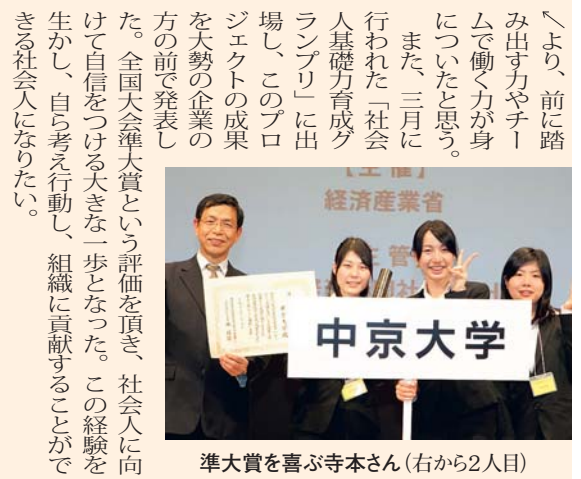 ↖より、前に踏
み出す力やチー
ムで働く力が身
についたと思う。
また、三月に
行われた「社会
人基礎力育成グ
ランプリ」に出
場し、このプロ
ジェクトの成果
を大勢の企業の
方の前で発表し
た。全国大会準大賞という評価を頂き、社会人に向
けて自信をつける大きな一歩となった。この経験を
生かし、自ら考え行動し、組織に貢献することがで
きる社会人になりたい。
【主催】
経済産業省
中京大学
準大賞を喜ぶ寺本さん(右から2人目)